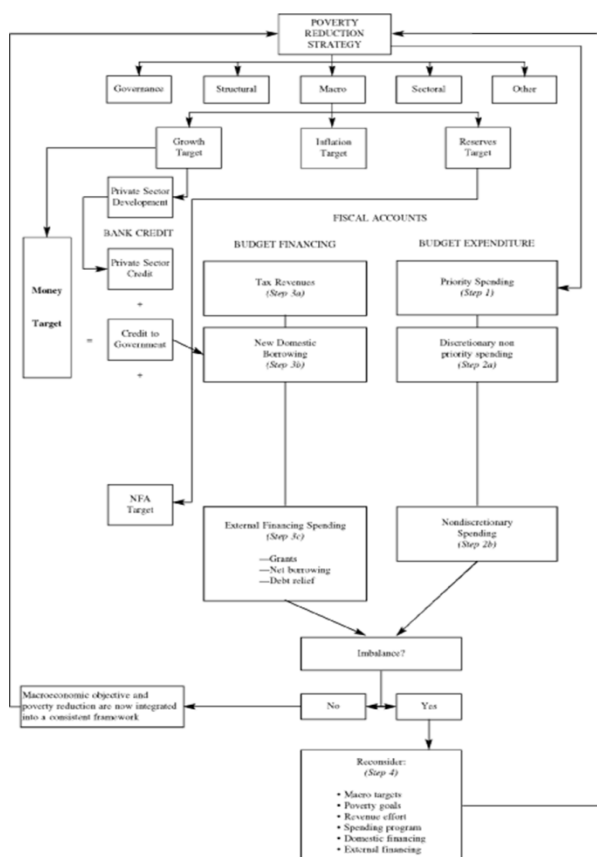 POVERTY
REDUCTION
STRATEGY
Governance
Structural
Macro
Sectoral
Other
Growth
Target
Inflation
Target
Reserves
Target
Private Sector
Development
FISCAL ACCOUNTS
BANK CREDIT
BUDGET FINANCING
BUDGET EXPENDITURE
Money
Target
Private Sector
Credit
Tax Revenues
(Step 3a)
Priority Spending
(Step 1)
+
=
Credit to
Government
New Domestic
Borrowing
(Step 3b)
Discretionary non
priority spending
(Step 2a)
+
NFA
Target
External Financing Spending
(Step 3c)
—Grants
—Net borrowing
—Debt relief
Nondiscretionary
Spending
(Step 2b)
Imbalance?
Macroeconomic objective and
poverty reduction are now integrated
into a consistent framework
No
Yes
Reconsider:
(Step 4)
• Macro targets
• Poverty goals
• Revenue effort
• Spending program
• Domestic financing
• External financing